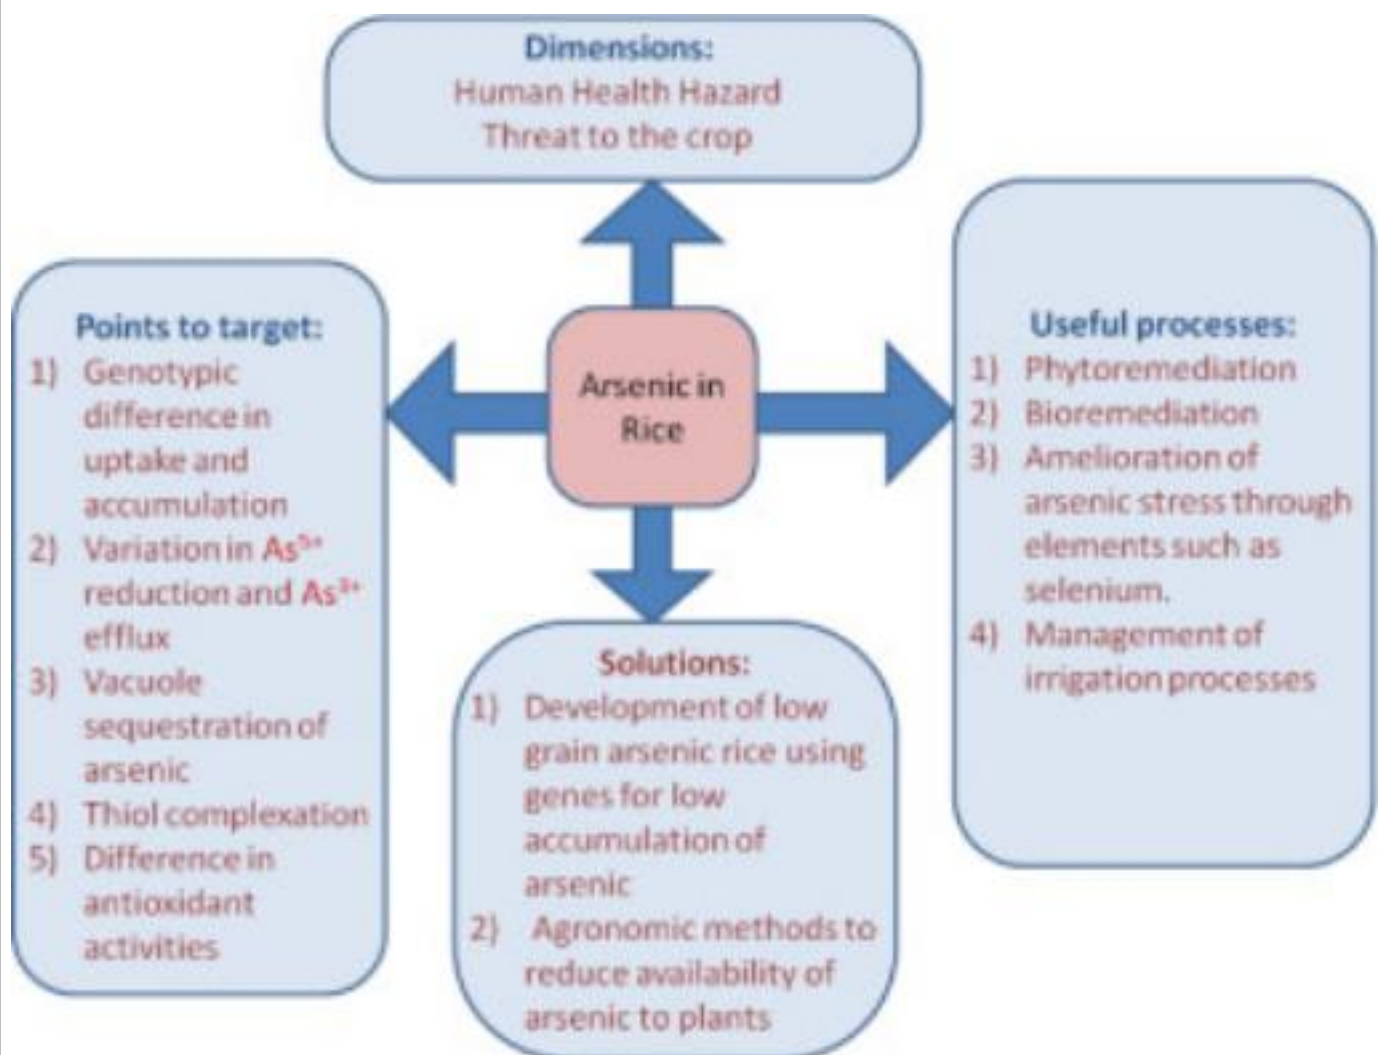 Dimensions:
Human Health Hazard
Threat to the crop
Points to target:
1) Genotypic
difference in
uptake and
accumulation
2) Variation in As⁵⁺
reduction and As³⁺
efflux
3) Vacuole
sequestration of
arsenic
4) Thiol complexation
5) Difference in
antioxidant
activities
Arsenic in
Rice
Useful processes:
1) Phytoremediation
2) Bioremediation
3) Amelioration of
arsenic stress through
elements such as
selenium.
4) Management of
irrigation processes
Solutions:
1) Development of low
grain arsenic rice using
genes for low
accumulation of
arsenic
2) Agronomic methods to
reduce availability of
arsenic to plants